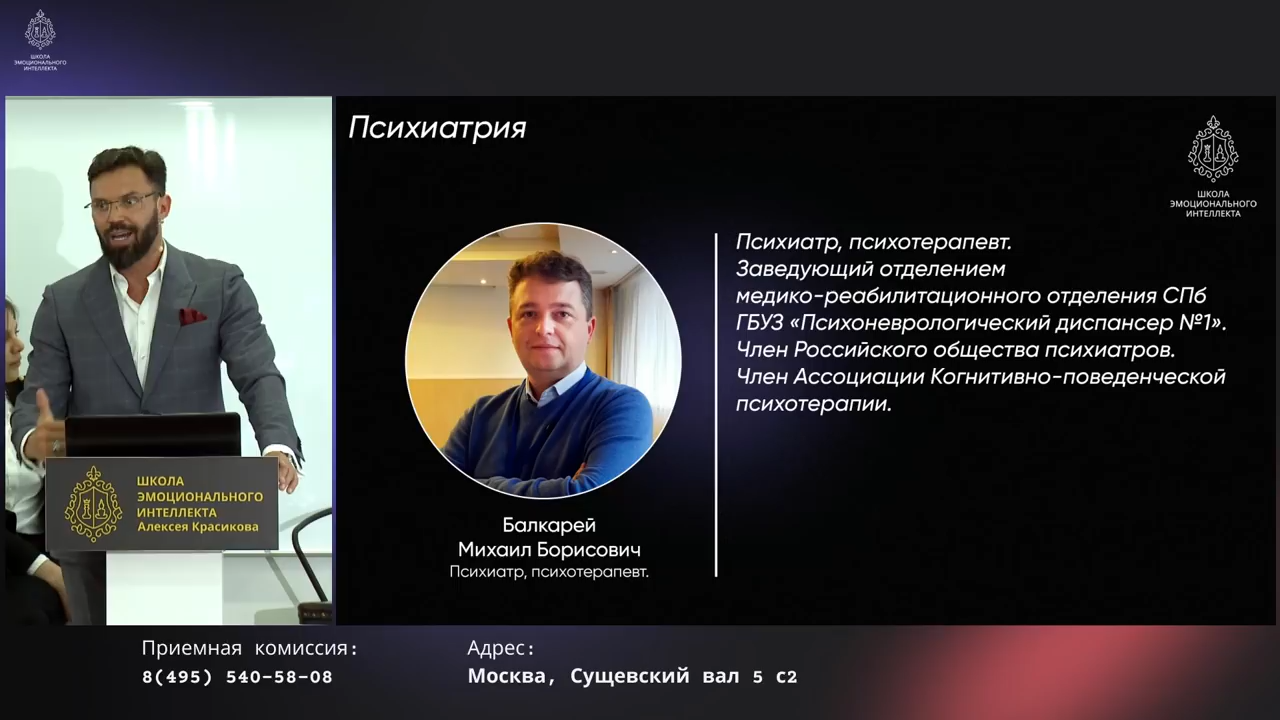 ШКОЛА
ЭМОЦИОНАЛЬНОГО
ИНТЕЛЛЕКТА
Психиатрия
ШКОЛА
ЭМОЦИОНАЛЬНОГО
ИНТЕЛЛЕКТА
Психиатр, психотерапевт.
Заведующий отделением
медико-реабилитационного отделения СПб
ГБУЗ «Психоневрологический диспансер №1».
Член Российского общества психиатров.
Член Ассоциации Когнитивно-поведенческой
психотерапии.
Балкарей
Михаил Борисович
Психиатр, психотерапевт.
ШКОЛА
ЭМОЦИОНАЛЬНОГО
ИНТЕЛЛЕКТА
Алексея Красикова
Приемная комиссия:
8(495) 540-58-08
Адрес:
Москва, Сущевский вал 5 с2